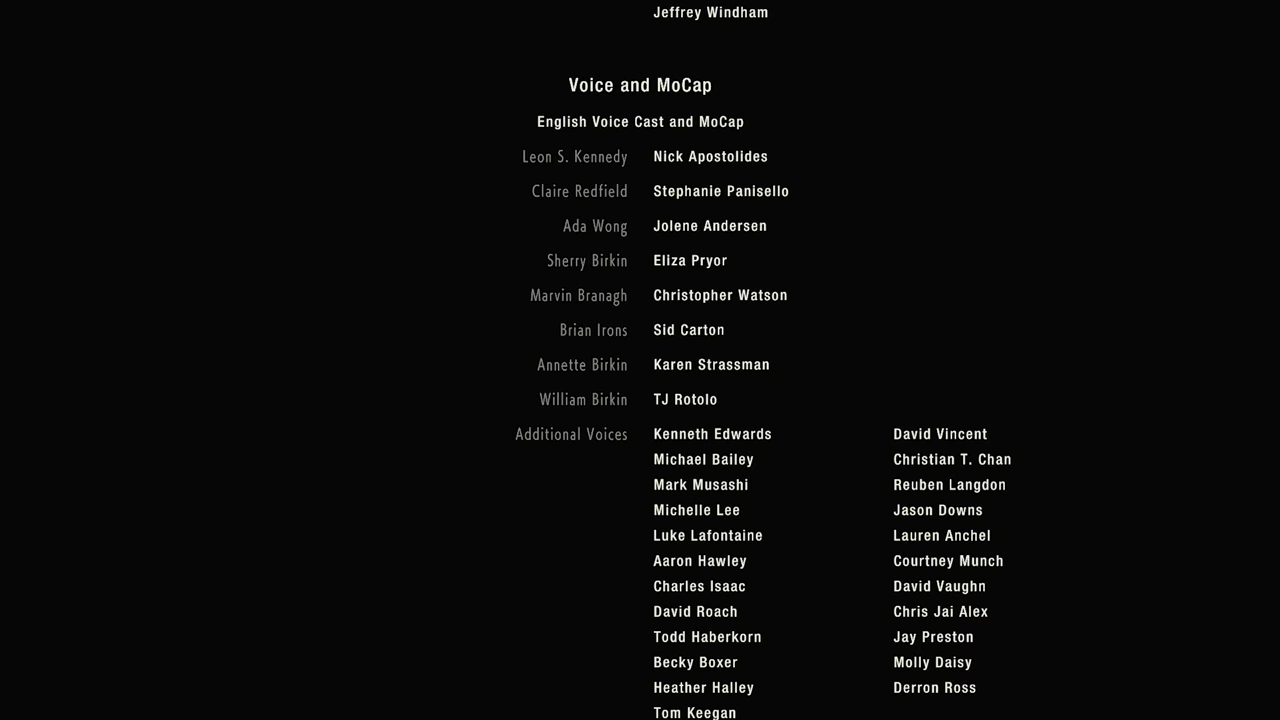 Jeffrey Windham
Voice and MoCap
English Voice Cast and MoCap
Leon S. Kennedy Nick Apostolides
Claire Redfield Stephanie Panisello
Ada Wong Jolene Andersen
Sherry Birkin Eliza Pryor
Marvin Branagh Christopher Watson
Brian Irons Sid Carton
Annette Birkin Karen Strassman
William Birkin TJ Rotolo
Additional Voices Kenneth Edwards David Vincent
Michael Bailey Christian T. Chan
Mark Musashi Reuben Langdon
Michelle Lee Jason Downs
Luke Lafontaine Lauren Anchel
Aaron Hawley Courtney Munch
Charles Isaac David Vaughn
David Roach Chris Jai Alex
Todd Haberkorn Jay Preston
Becky Boxer Molly Daisy
Heather Halley Derron Ross
Tom Keegan